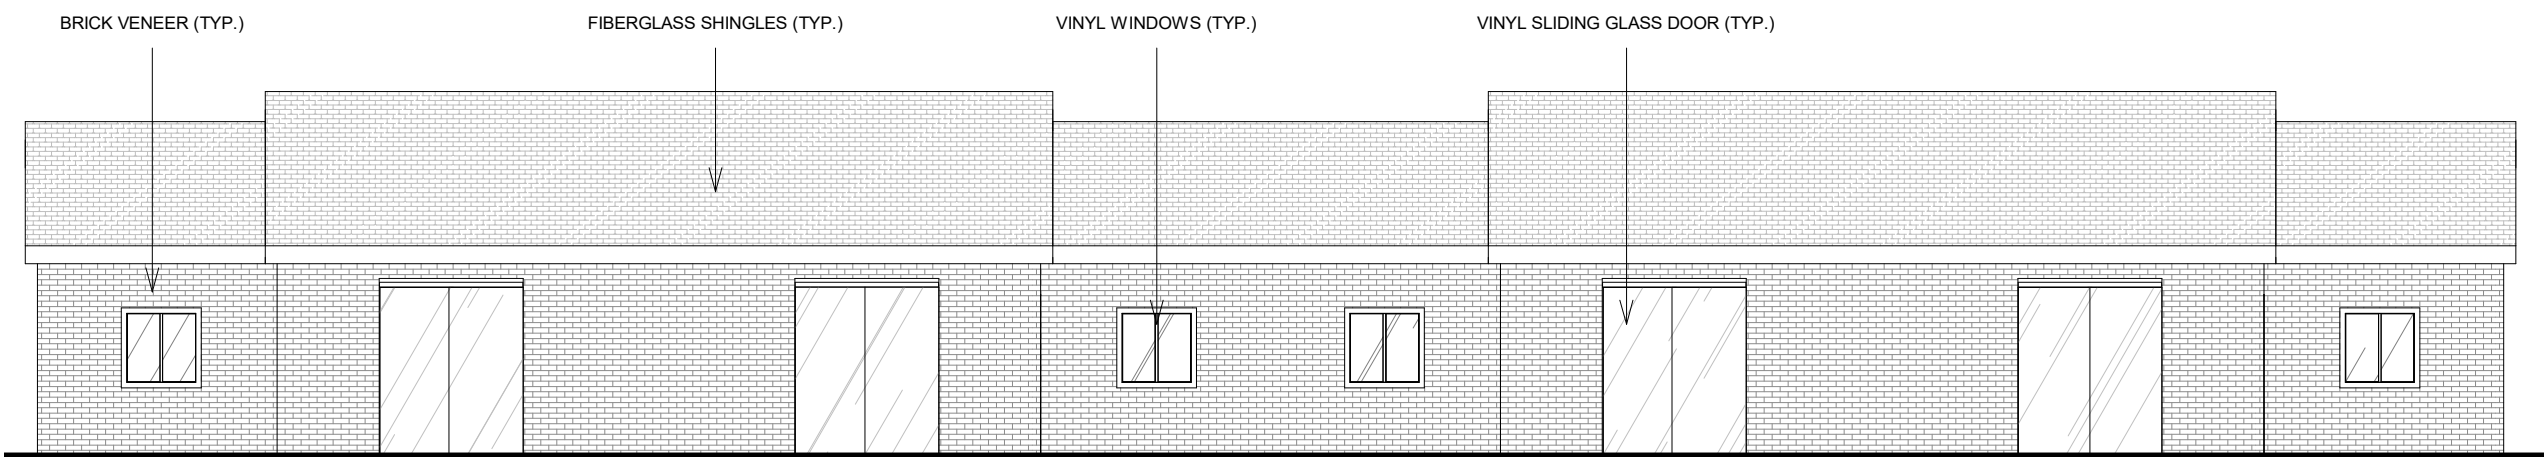 BRICK VENEER (TYP.)
FIBERGLASS SHINGLES (TYP.)
VINYL WINDOWS (TYP.)
VINYL SLIDING GLASS DOOR (TYP.)